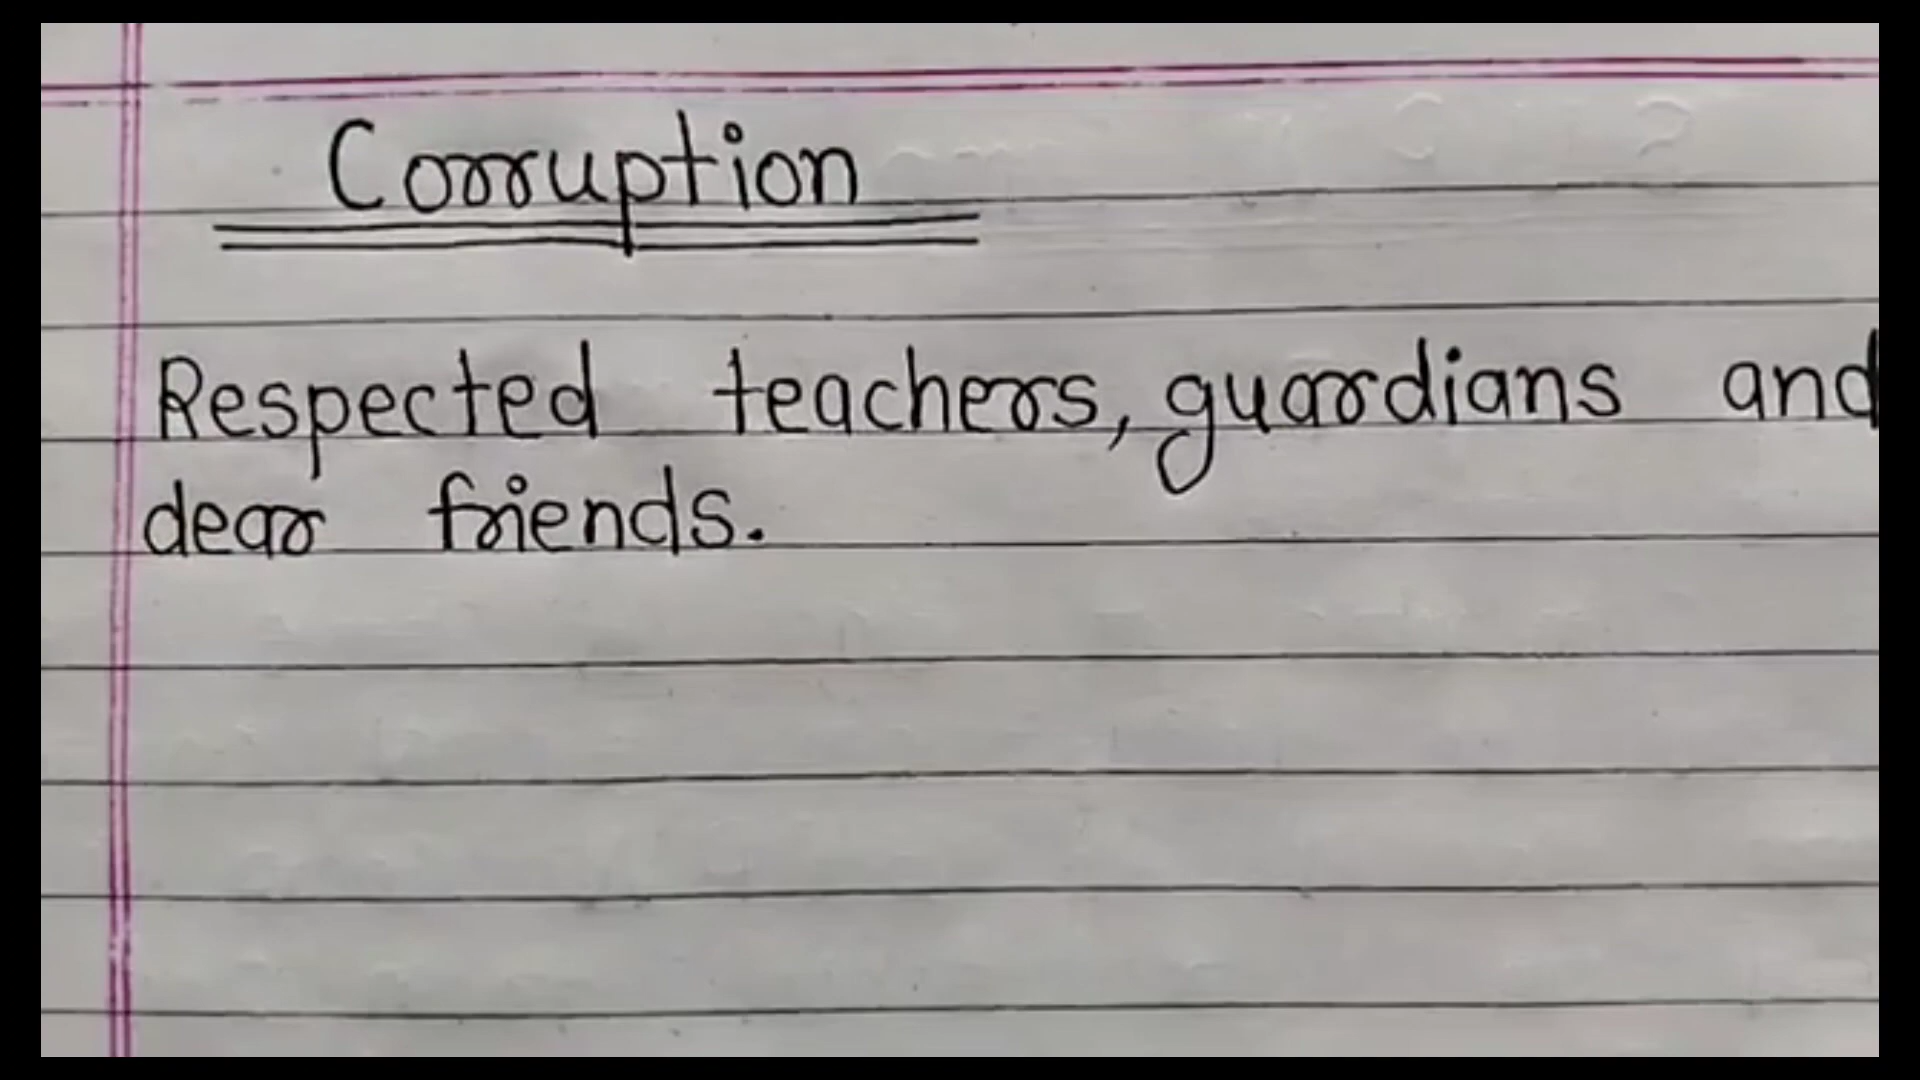 Corruption
Respected teachers, guardians and
dear friends.